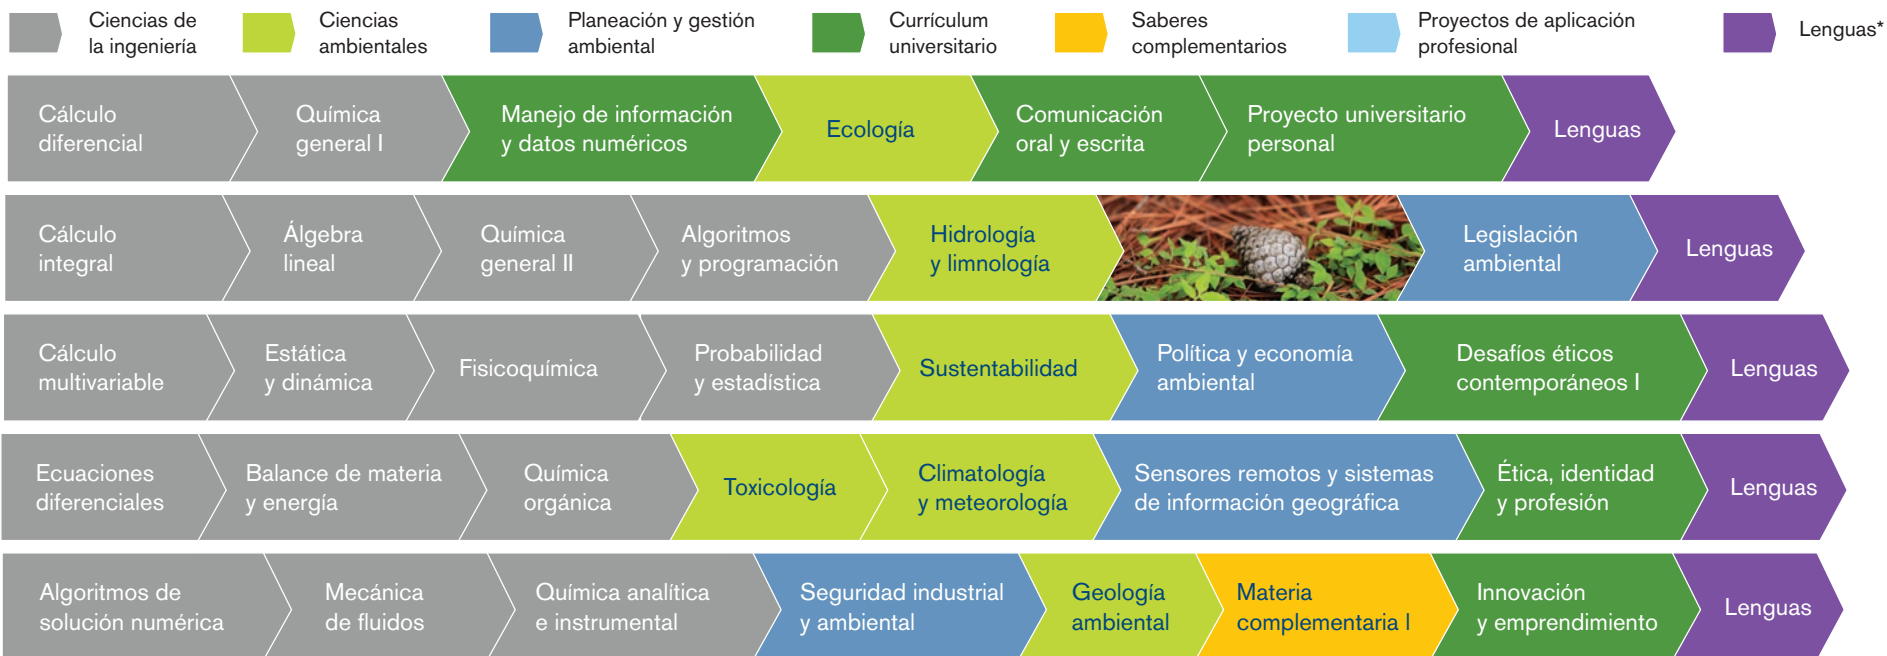 Ciencias de
la ingeniería
Ciencias
ambientales
Planeación y gestión
ambiental
Currículum
universitario
Saberes
complementarios
Proyectos de aplicación
profesional
Lenguas*
Cálculo
diferencial
Química
general I
Manejo de información
y datos numéricos
Ecología
Comunicación
oral y escrita
Proyecto universitario
personal
Lenguas
Cálculo
integral
Álgebra
lineal
Química
general II
Algoritmos
y programación
Hidrología
y limnología
Legislación
ambiental
Lenguas
Cálculo
multivariable
Estática
y dinámica
Fisicoquímica
Probabilidad
y estadística
Sustentabilidad
Política y economía
ambiental
Desafíos éticos
contemporáneos I
Lenguas
Ecuaciones
diferenciales
Balance de materia
y energía
Química
orgánica
Toxicología
Climatología
y meteorología
Sensores remotos y sistemas
de información geográfica
Ética, identidad
y profesión
Lenguas
Algoritmos de
solución numérica
Mecánica
de fluidos
Química analítica
e instrumental
Seguridad industrial
y ambiental
Geología
ambiental
Materia
complementaria I
Innovación
y emprendimiento
Lenguas